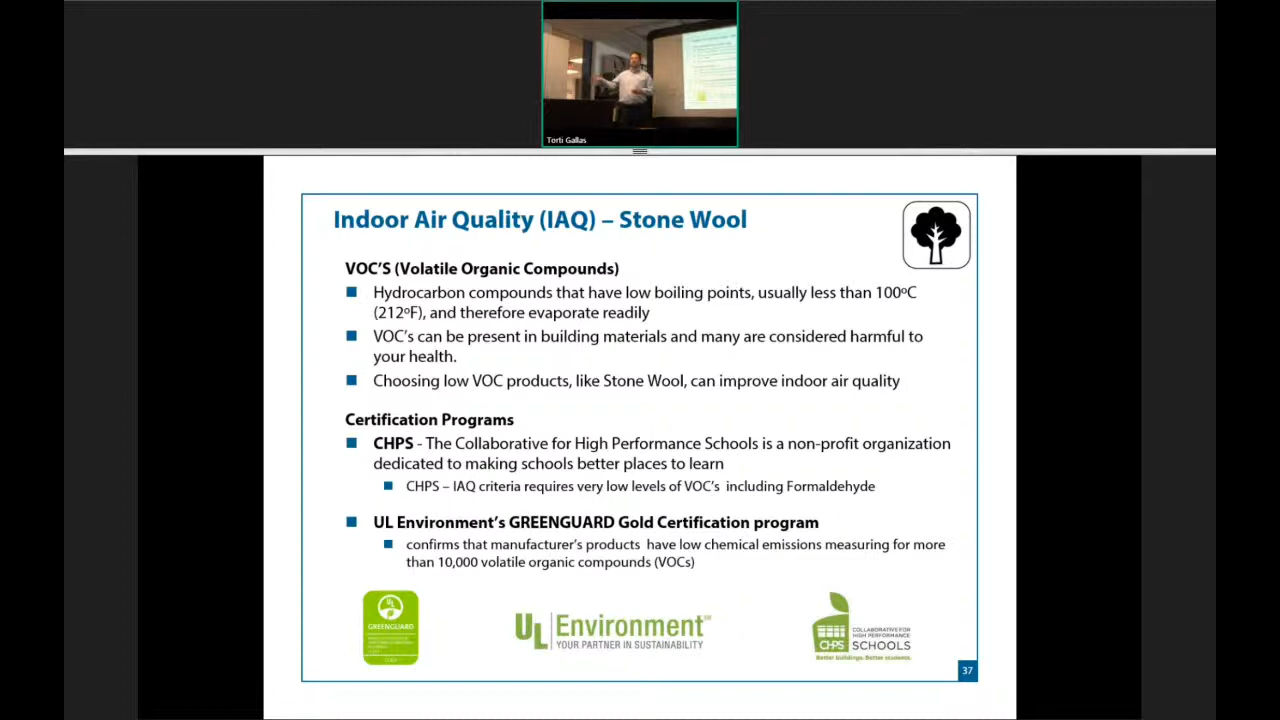 Torti Gallas
Indoor Air Quality (IAQ) – Stone Wool
VOC'S (Volatile Organic Compounds)
Hydrocarbon compounds that have low boiling points, usually less than 100ºC
(212ºF), and therefore evaporate readily
VOC's can be present in building materials and many are considered harmful to
your health.
Choosing low VOC products, like Stone Wool, can improve indoor air quality
Certification Programs
CHPS - The Collaborative for High Performance Schools is a non-profit organization
dedicated to making schools better places to learn
CHPS – IAQ criteria requires very low levels of VOC's including Formaldehyde
UL Environment's GREENGUARD Gold Certification program
confirms that manufacturer's products have low chemical emissions measuring for more
than 10,000 volatile organic compounds (VOCs)
UL
GREENGUARD
UL Environment℠
YOUR PARTNER IN SUSTAINABILITY
CHPS
COLLABORATIVE FOR
HIGH PERFORMANCE
SCHOOLS
Better buildings. Better students.
37